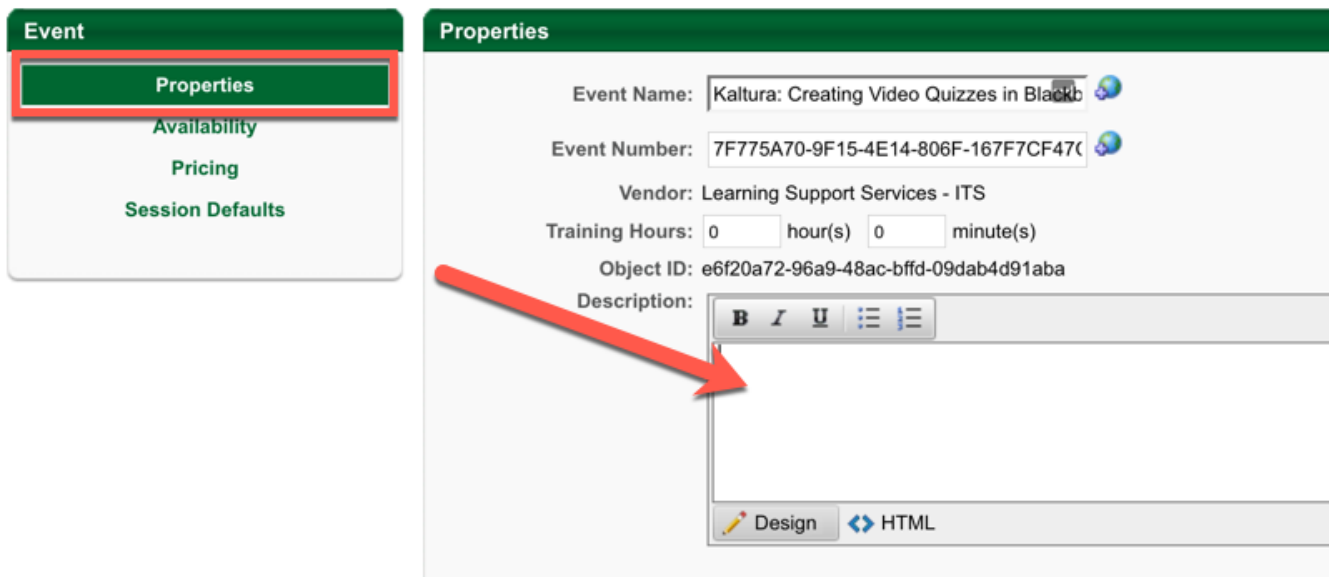 Event
Properties
Availability
Pricing
Session Defaults
Properties
Event Name: Kaltura: Creating Video Quizzes in Blackb
Event Number: 7F775A70-9F15-4E14-806F-167F7CF47
Vendor: Learning Support Services - ITS
Training Hours: 0 hour(s) 0 minute(s)
Object ID: e6f20a72-96a9-48ac-bffd-09dab4d91aba
Description:
B I U
Design HTML